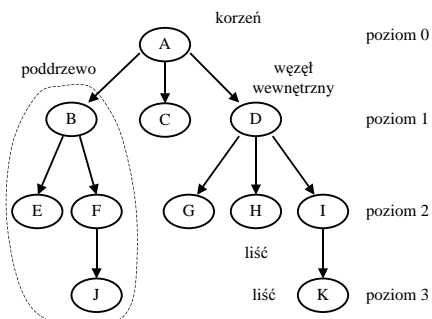 korzeń
A
poziom 0
poddrzewo
węzeł
wewnętrzny
B
C
D
poziom 1
E
F
G
H
I
poziom 2
liść
J
liść
K
poziom 3